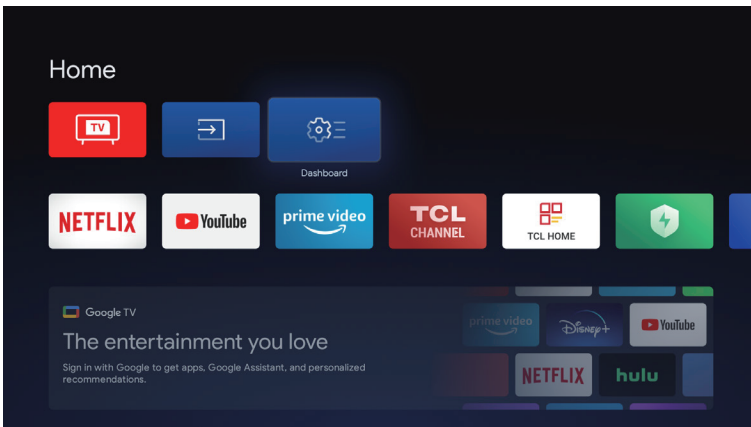 Home
TV
Dashboard
NETFLIX
YouTube
prime video
TCL
CHANNEL
TCL HOME
Google TV
The entertainment you love
Sign in with Google to get apps, Google Assistant, and personalized
recommendations.
prime video
Disney+
YouTube
NETFLIX
hulu